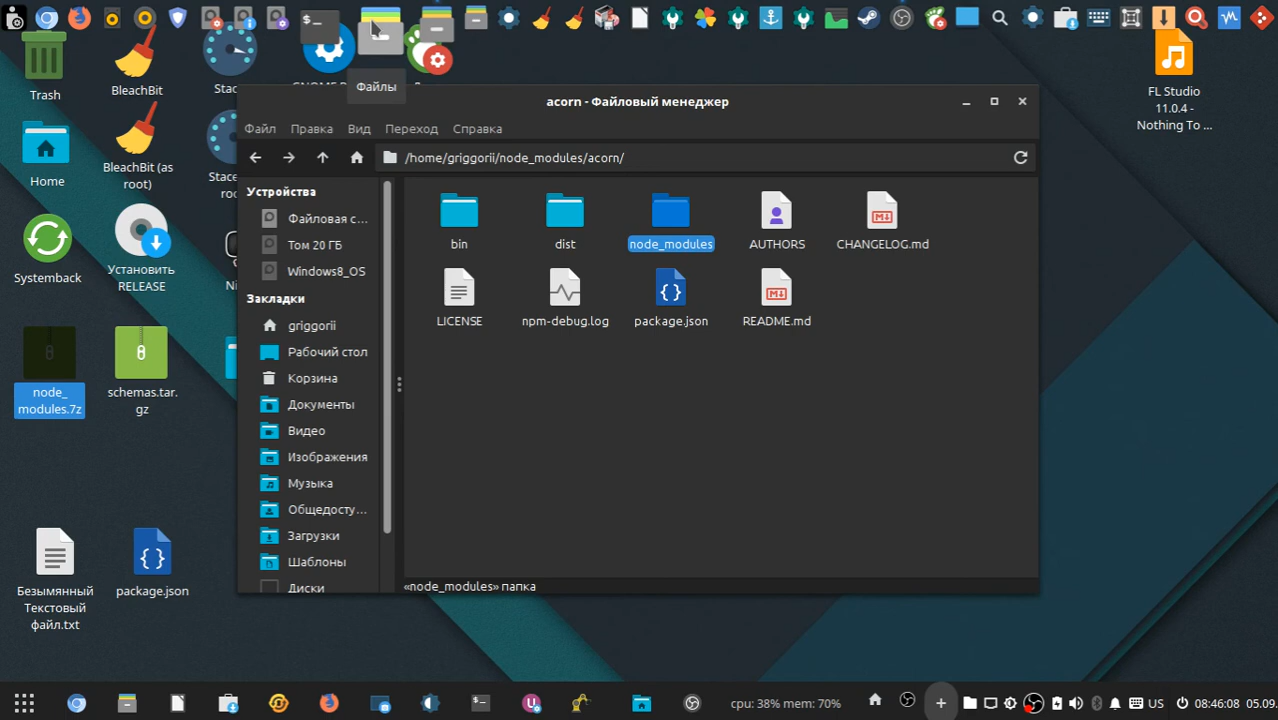 Файлы
Trash
BleachBit
Stac
GNOME
FL Studio
11.0.4 -
Nothing To ...
Home
BleachBit (as
root)
Stace
ro
Systemback
Установить
RELEASE
Ni
node_
modules.7z
schemas.tar.
gz
Безымянный
Текстовый
файл.txt
package.json
acorn - Файловый менеджер
Файл Правка Вид Переход Справка
/home/griggorii/node_modules/acorn/
Устройства
Файловая с...
Том 20 ГБ
Windows8_OS
Закладки
griggorii
Рабочий стол
Корзина
Документы
Видео
Изображения
Музыка
Общедосту...
Загрузки
Шаблоны
Диски
bin dist node_modules AUTHORS CHANGELOG.md
LICENSE npm-debug.log package.json README.md
«node_modules» папка
cpu: 38% mem: 70% US 08:46:08 05.09.